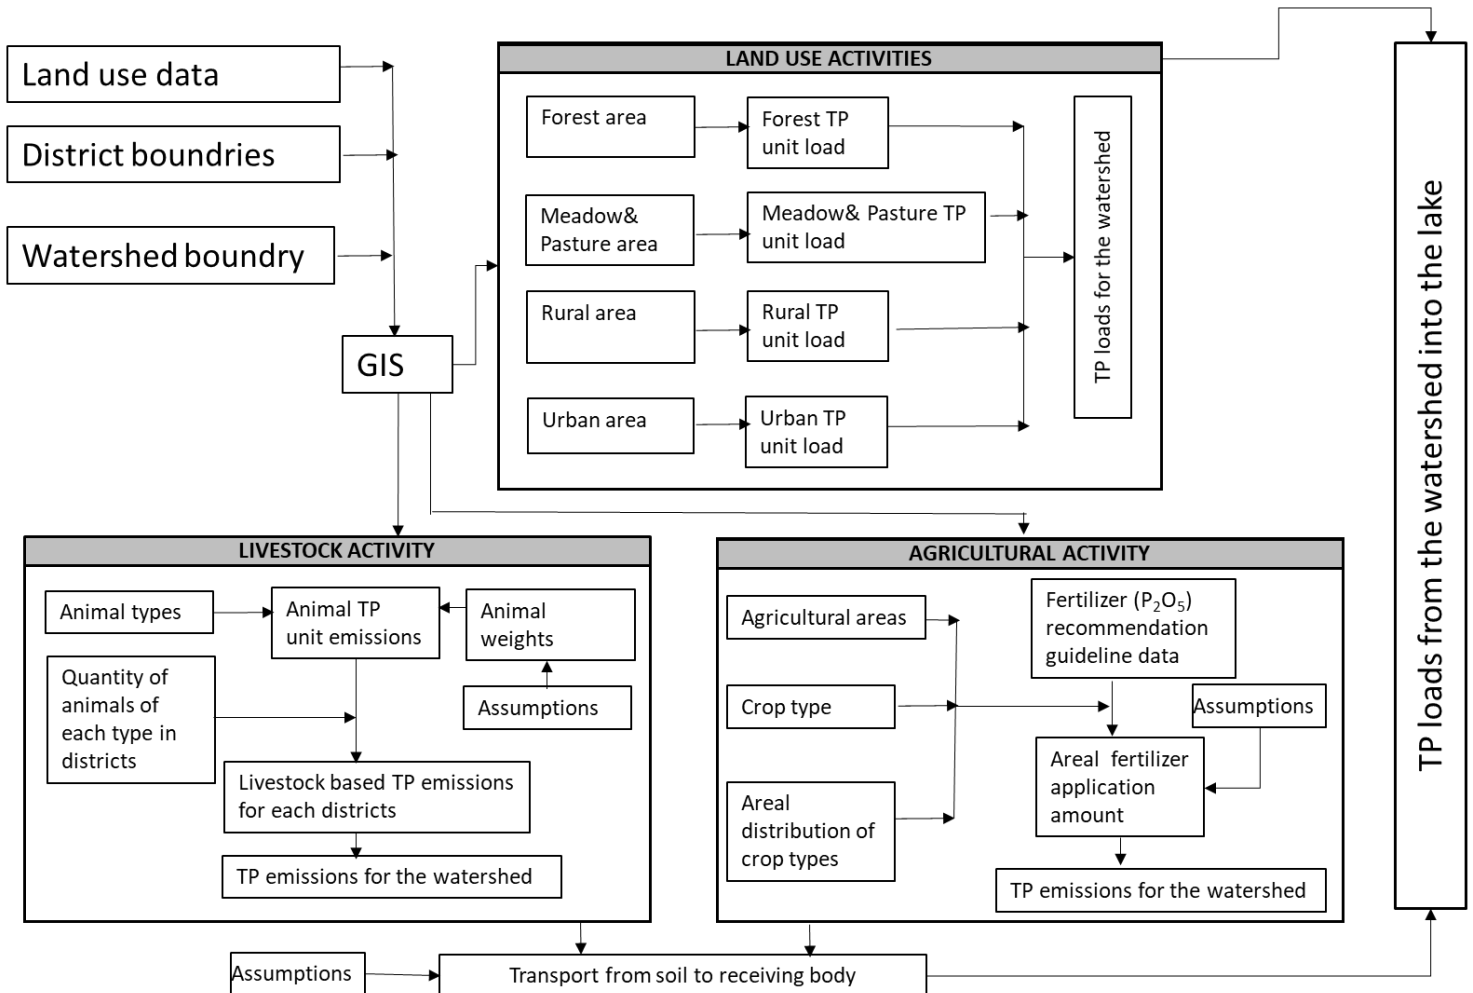 Land use data
District boundries
Watershed boundry
GIS
LAND USE ACTIVITIES
Forest area
Forest TP
unit load
Meadow&
Pasture area
Meadow& Pasture TP
unit load
Rural area
Rural TP
unit load
Urban area
Urban TP
unit load
TP loads for the watershed
TP loads from the watershed into the lake
LIVESTOCK ACTIVITY
Animal types
Animal TP
unit emissions
Animal
weights
Quantity of
animals of
each type in
districts
Assumptions
Livestock based TP emissions
for each districts
TP emissions for the watershed
AGRICULTURAL ACTIVITY
Agricultural areas
Fertilizer (P₂O₅)
recommendation
guideline data
Crop type
Assumptions
Areal fertilizer
application
amount
Areal
distribution of
crop types
TP emissions for the watershed
Assumptions
Transport from soil to receiving body